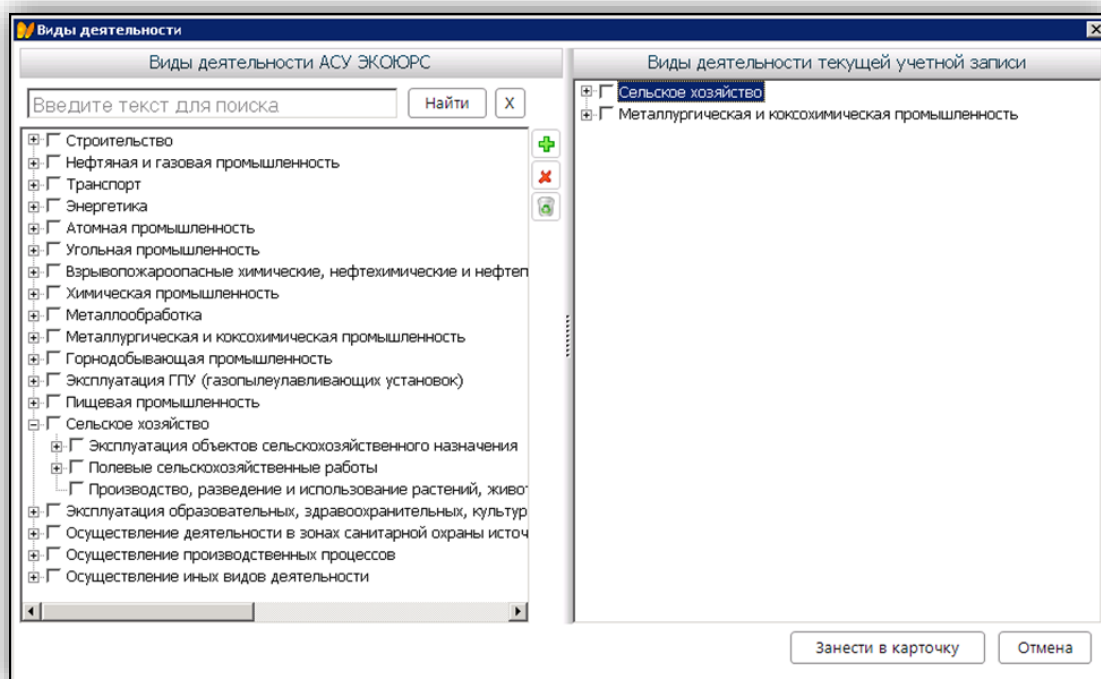 Виды деятельности
Виды деятельности АСУ ЭКОЮРС
Введите текст для поиска
Найти
X
Строительство
Нефтяная и газовая промышленность
Транспорт
Энергетика
Атомная промышленность
Угольная промышленность
Взрывопожароопасные химические, нефтехимические и нефтеп
Химическая промышленность
Металлообработка
Металлургическая и коксохимическая промышленность
Горнодобывающая промышленность
Эксплуатация ГПУ (газопылеулавливающих установок)
Пищевая промышленность
Сельское хозяйство
Эксплуатация объектов сельскохозяйственного назначения
Полевые сельскохозяйственные работы
Производство, разведение и использование растений, живо
Эксплуатация образовательных, здравоохранительных, культур
Осуществление деятельности в зонах санитарной охраны источ
Осуществление производственных процессов
Осуществление иных видов деятельности
Виды деятельности текущей учетной записи
Сельское хозяйство
Металлургическая и коксохимическая промышленность
Занести в карточку
Отмена